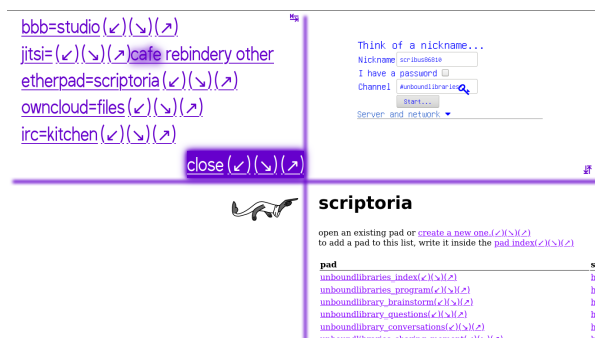 bbb=studio (↙)(↘)(↗)
jitsi= (↙)(↘)(↗)cafe rebindery other
etherpad=scriptoria (↙)(↘)(↗)
owncloud=files (↙)(↘)(↗)
irc=kitchen (↙)(↘)(↗)
close (↙)(↘)(↗)
Think of a nickname...
Nickname scribus86010
I have a password
Channel #unboundlibraries
Start...
Server and network
scriptoria
open an existing pad or create a new one.(↙)(↘)(↗)
to add a pad to this list, write it inside the pad index(↙)(↘)(↗)
pad s
unboundlibraries_index(↙)(↘)(↗) h
unboundlibraries_program(↙)(↘)(↗) h
unboundlibrary_brainstorm(↙)(↘)(↗) h
unboundlibrary_questions(↙)(↘)(↗) h
unboundlibrary_conversations(↙)(↘)(↗) h